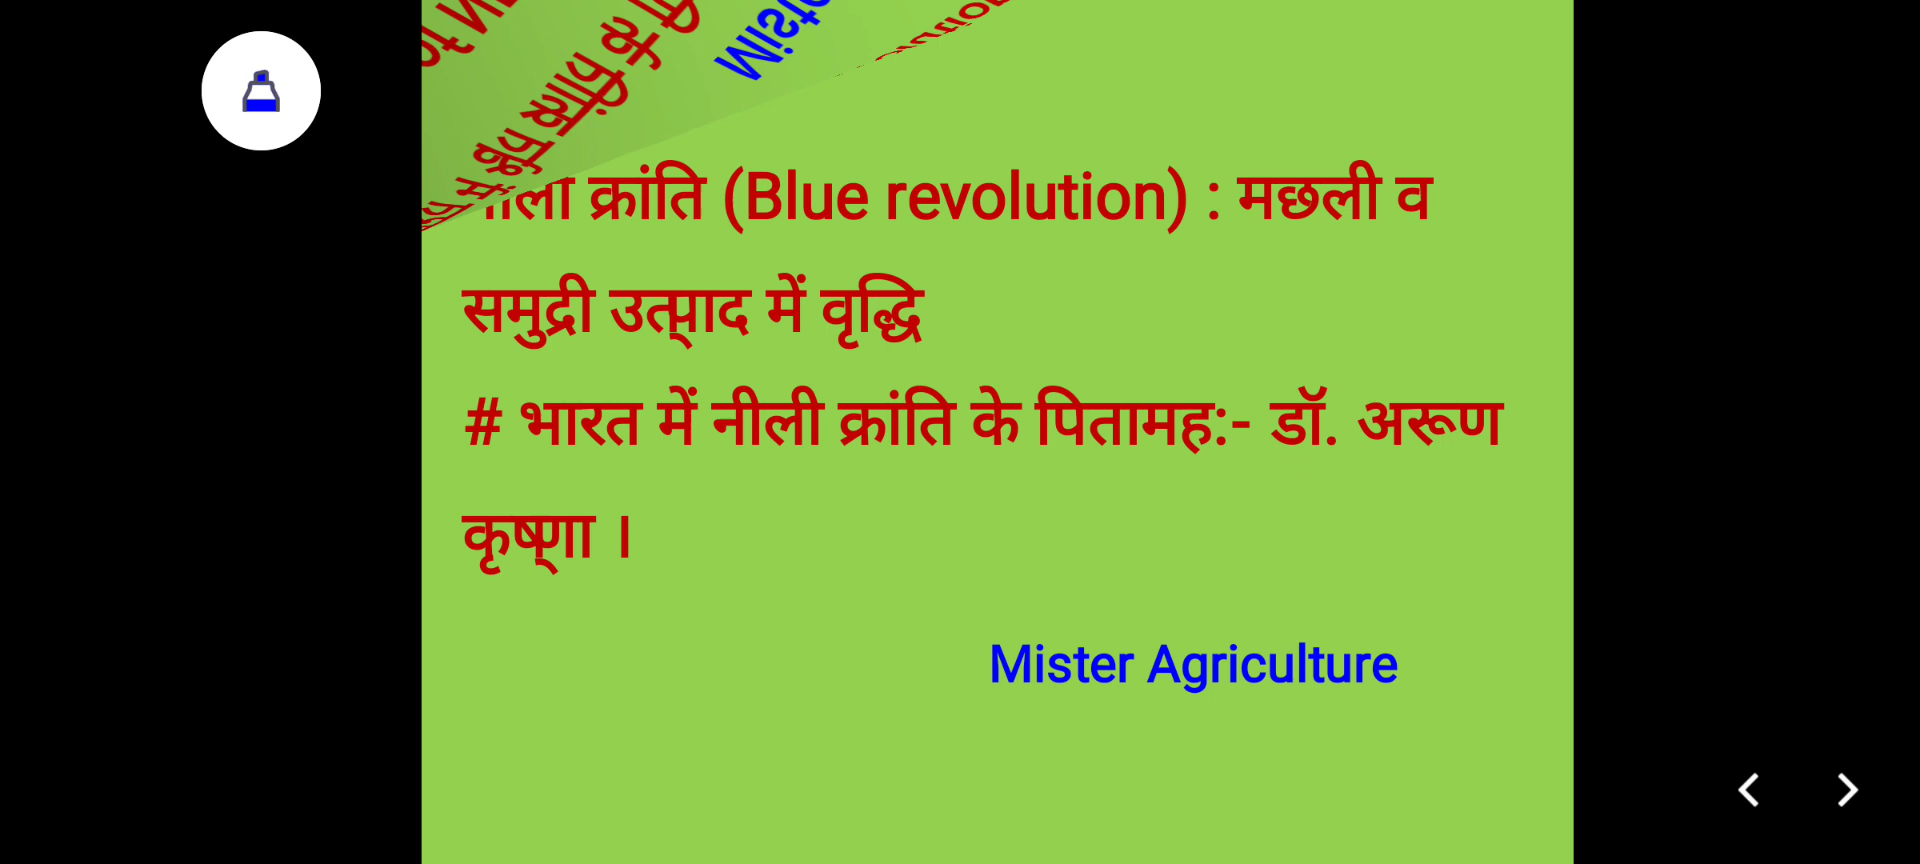 क्रांति (Blue revolution) : मछली व
समुद्री उत्पाद में वृद्धि
# भारत में नीली क्रांति के पितामह:- डॉ. अरूण
कृष्णा ।
Mister Agriculture